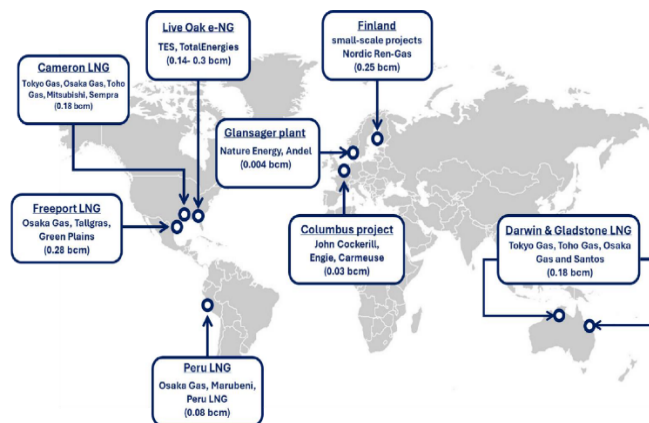 Live Oak e-NG
TES, TotalEnergies
(0.14- 0.3 bcm)
Finland
small-scale projects
Nordic Ren-Gas
(0.25 bcm)
Cameron LNG
Tokyo Gas, Osaka Gas, Toho
Gas, Mitsubishi, Sempra
(0.18 bcm)
Glansager plant
Nature Energy, Andel
(0.004 bcm)
Freeport LNG
Osaka Gas, Tallgras,
Green Plains
(0.28 bcm)
Columbus project
John Cockerill,
Engie, Carmeuse
(0.03 bcm)
Darwin & Gladstone LNG
Tokyo Gas, Toho Gas, Osaka
Gas and Santos
(0.18 bcm)
Peru LNG
Osaka Gas, Marubeni,
Peru LNG
(0.08 bcm)